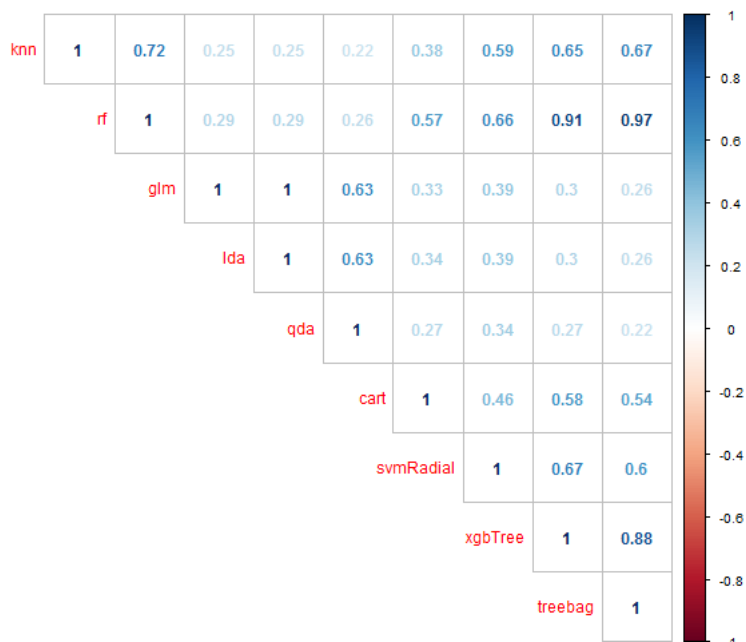 knn 1 0.72 0.25 0.25 0.22 0.38 0.59 0.65 0.67
rf 1 0.29 0.29 0.26 0.57 0.66 0.91 0.97
glm 1 1 0.63 0.33 0.39 0.3 0.26
lda 1 0.63 0.34 0.39 0.3 0.26
qda 1 0.27 0.34 0.27 0.22
cart 1 0.46 0.58 0.54
svmRadial 1 0.67 0.6
xgbTree 1 0.88
treebag 1
1
0.8
0.6
0.4
0.2
0
-0.2
-0.4
-0.6
-0.8
-1